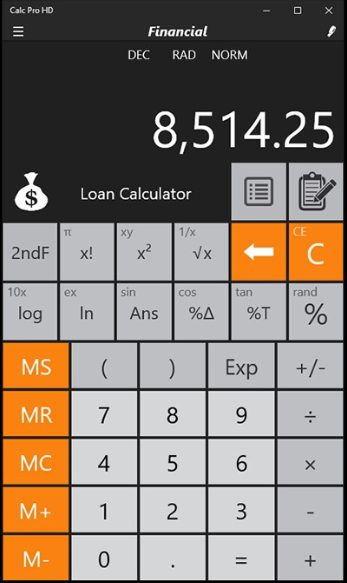 Calc Pro HD
Financial
DEC RAD NORM
8,514.25
$ Loan Calculator
π xy 1/x CE
2ndF x! x² √x C
10x ex sin cos tan rand
log ln Ans %Δ %T %
MS ( ) Exp +/-
MR 7 8 9 ÷
MC 4 5 6 ×
M+ 1 2 3 -
M- 0 . = +